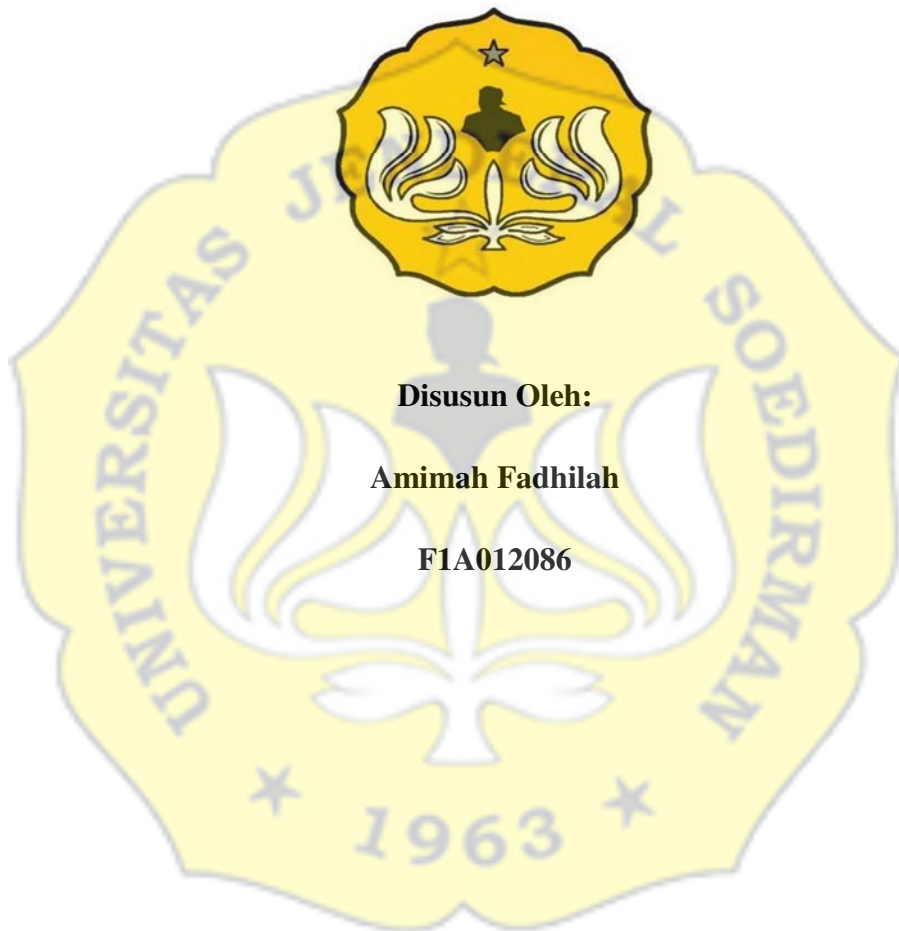 UNIVERSITAS JENDERAL SOEDIRMAN
Disusun Oleh:
Amimah Fadhilah
F1A012086
1963